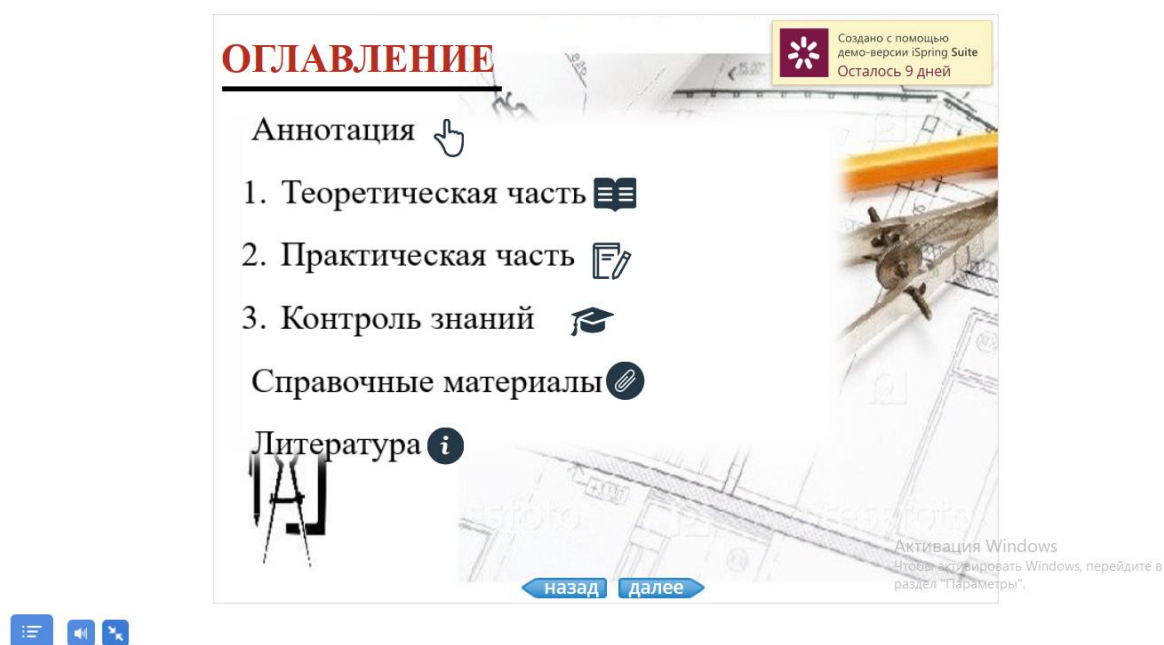 ОГЛАВЛЕНИЕ
Создано с помощью
демо-версии iSpring Suite
Осталось 9 дней
Аннотация
1. Теоретическая часть
2. Практическая часть
3. Контроль знаний
Справочные материалы
Литература
назад далее
Активация Windows
Чтобы активировать Windows, перейдите в
раздел "Параметры".